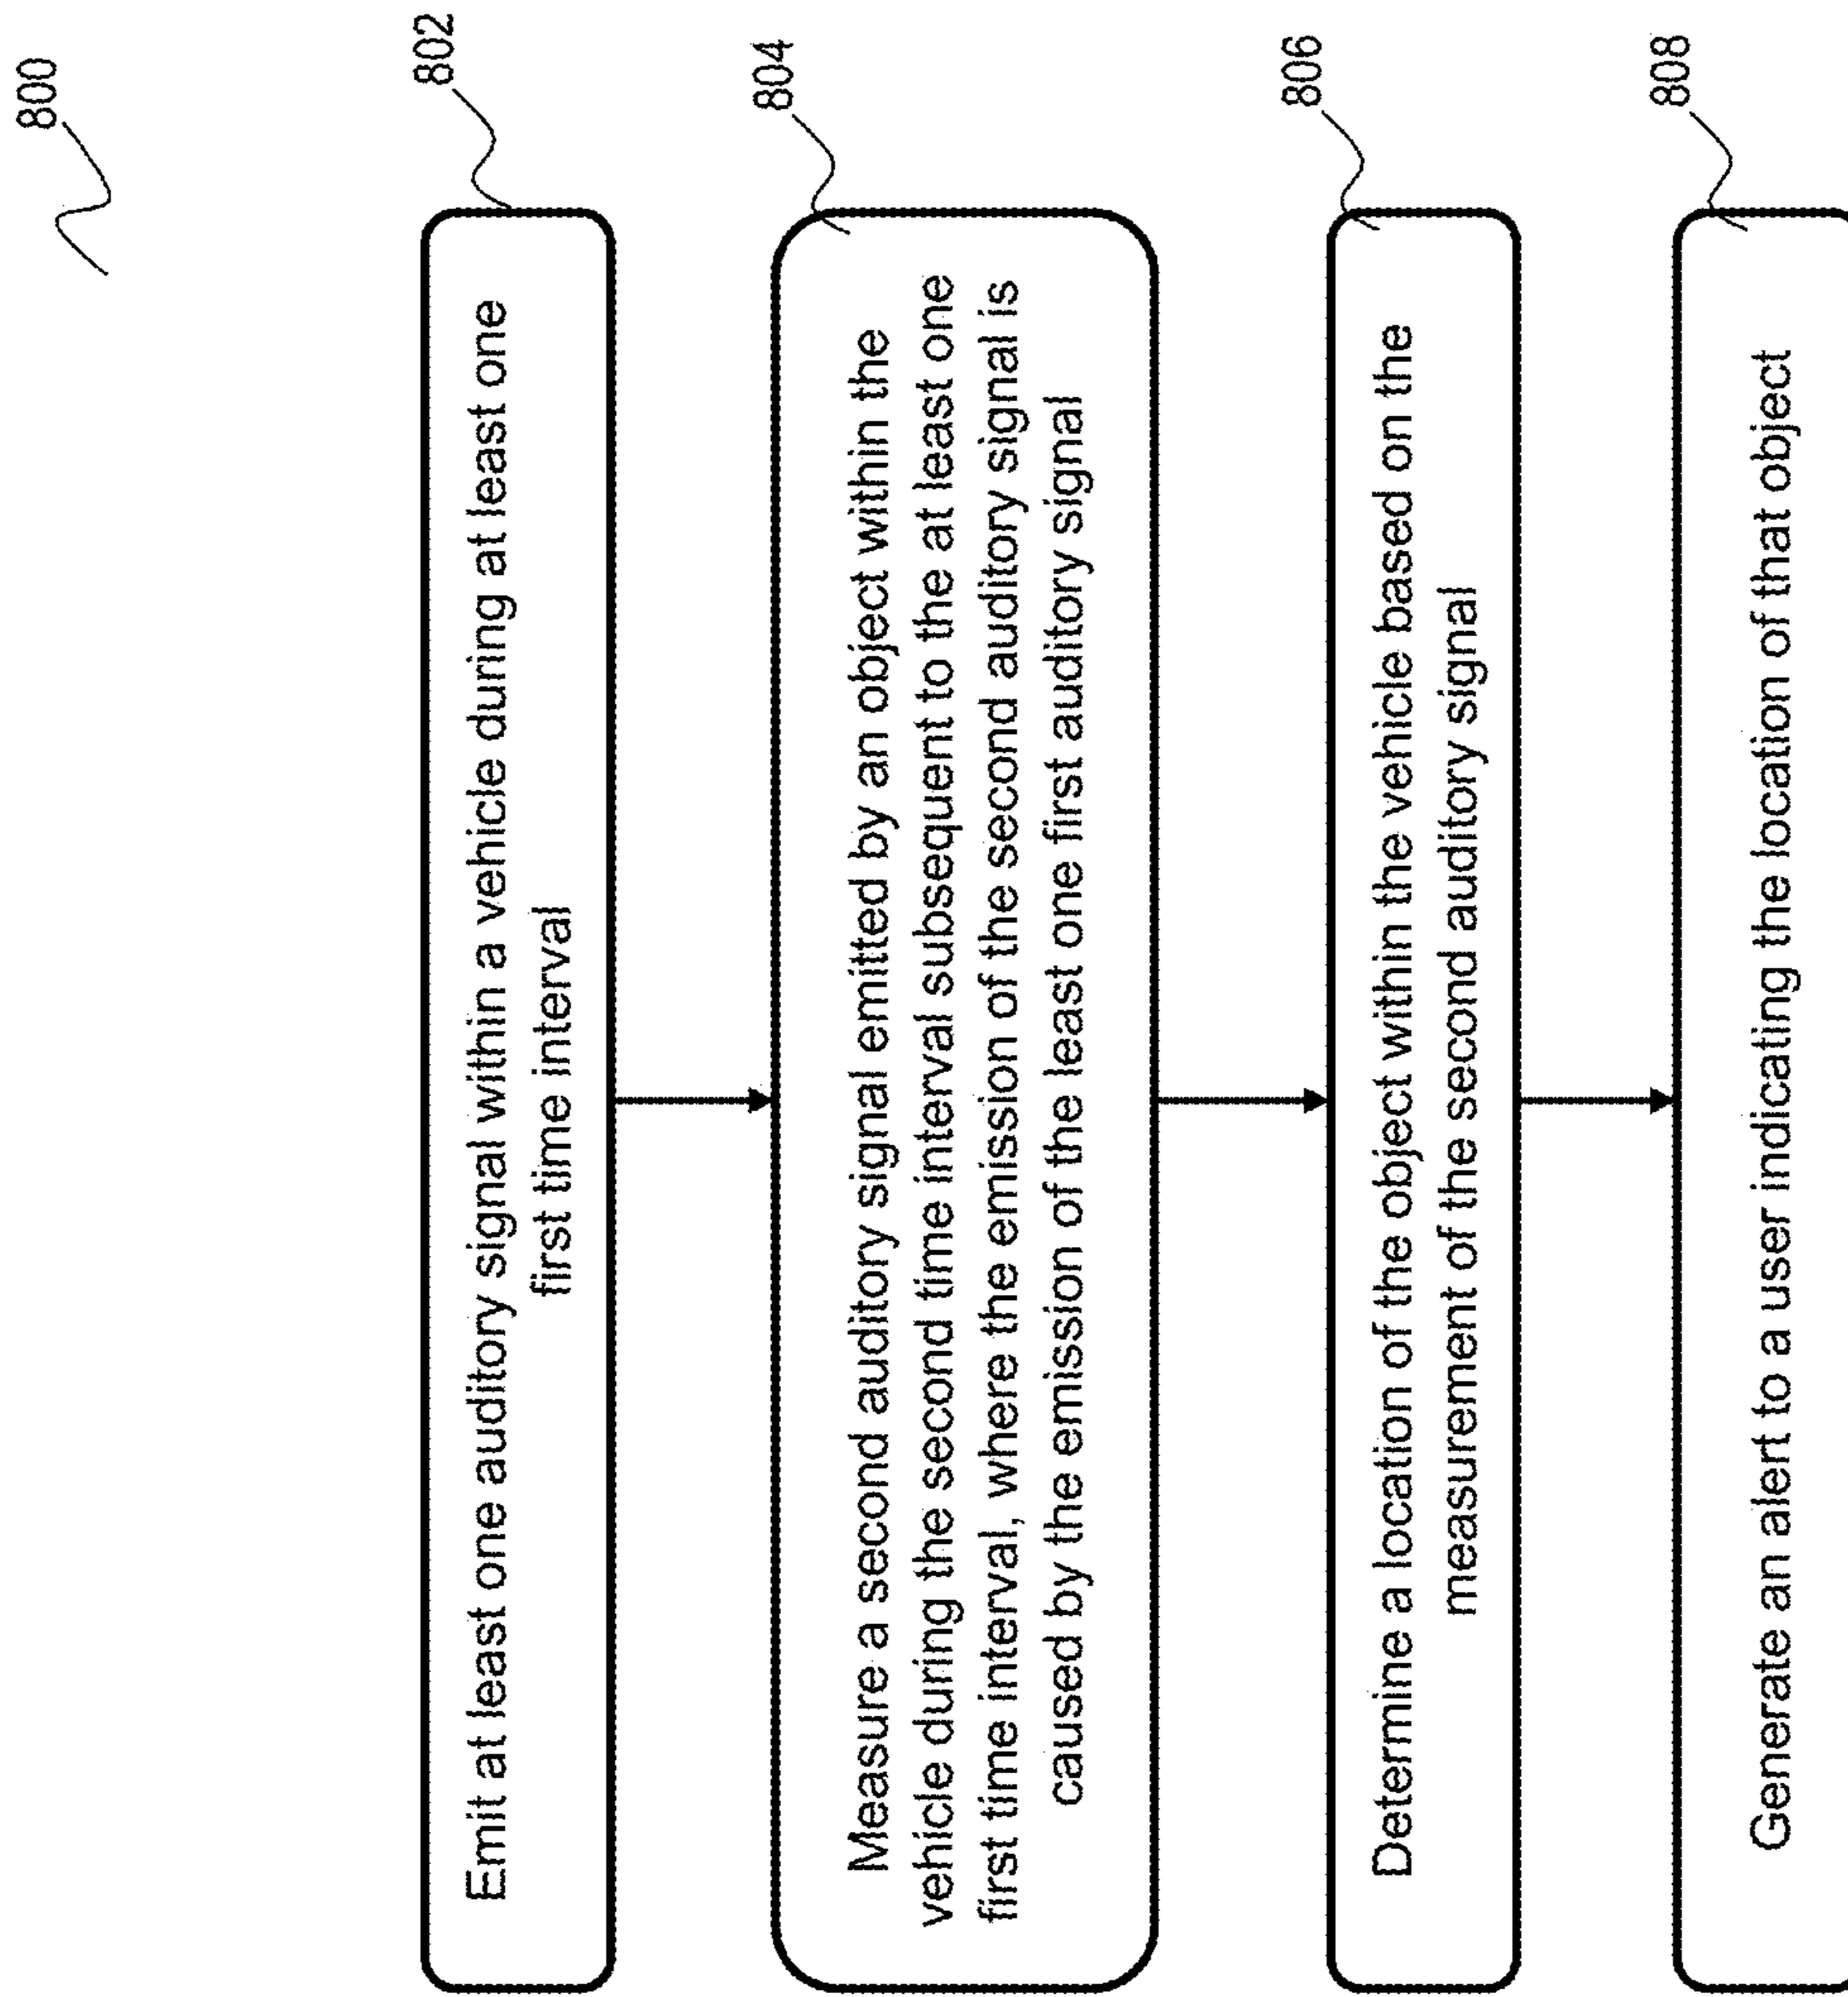 800
802
Emit at least one auditory signal within a vehicle during at least one
first time interval
804
Measure a second auditory signal emitted by an object within the
vehicle during the second time interval subsequent to the at least one
first time interval, where the emission of the second auditory signal is
caused by the emission of the least one first auditory signal
806
Determine a location of the object within the vehicle based on the
measurement of the second auditory signal
808
Generate an alert to a user indicating the location of that object